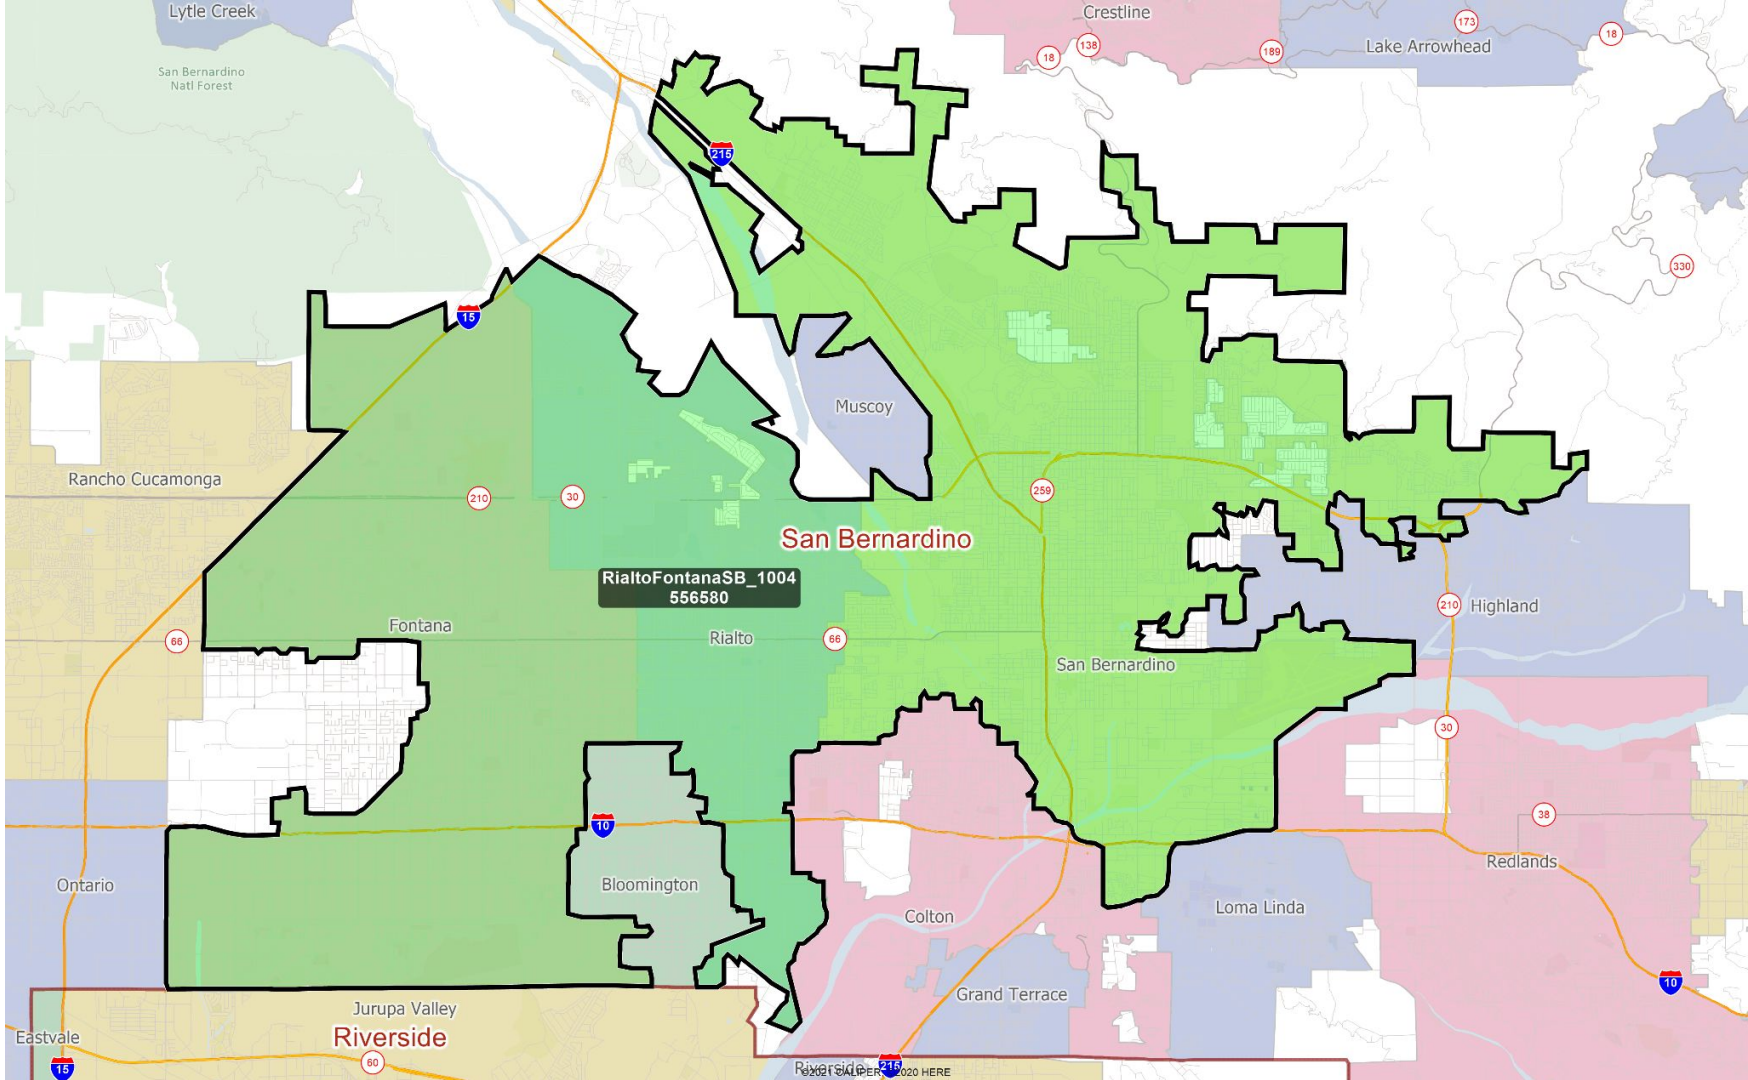 Lytle Creek
Crestline
173
18
138
18
189
Lake Arrowhead
San Bernardino
Natl Forest
215
330
15
Muscoy
Rancho Cucamonga
210
30
259
San Bernardino
RialtoFontanaSB_1004
556580
210
Highland
Fontana
66
Rialto
66
San Bernardino
30
10
38
Redlands
Ontario
Bloomington
Loma Linda
Colton
10
Grand Terrace
Jurupa Valley
Eastvale
Riverside
60
15
Riverside
215
©2021 CALIPER ©2020 HERE